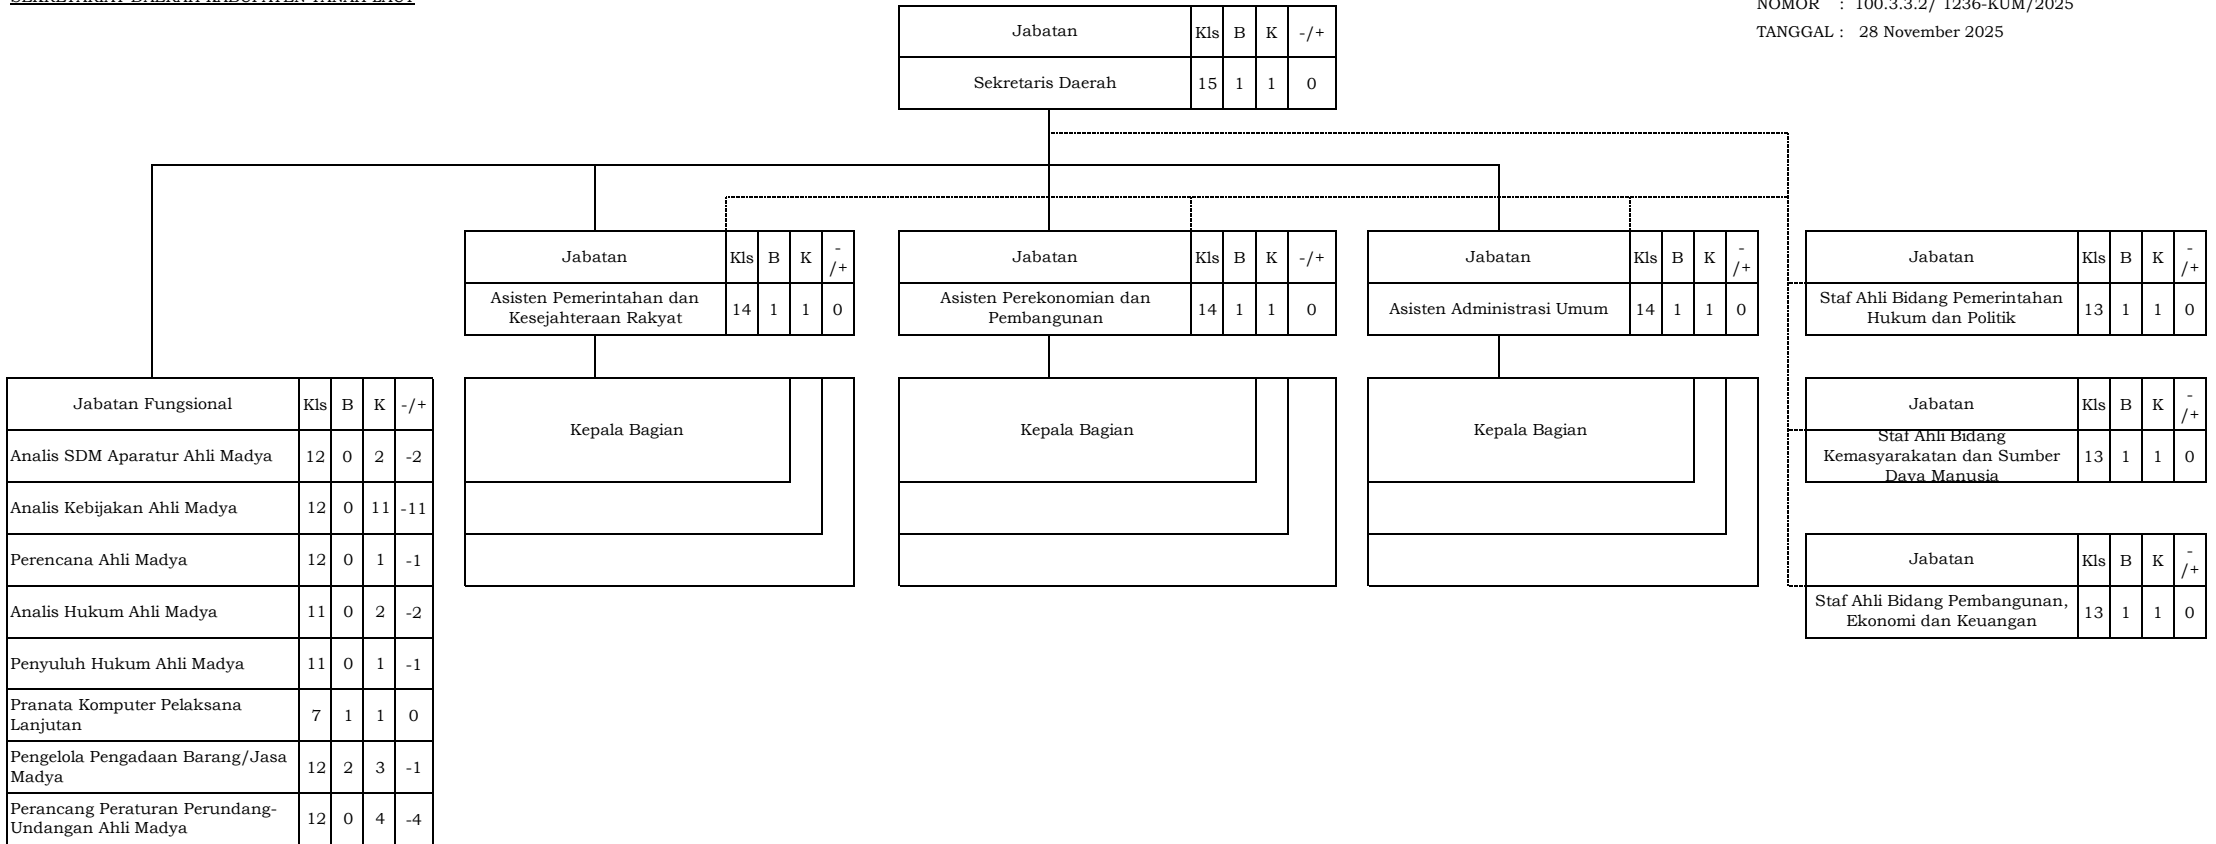 SEKRETARIAT DAERAH KABUPATEN TANAH LAUT
NOMOR : 100.3.3.2/ 1236-KUM/2025
TANGGAL : 28 November 2025
Jabatan Kls B K -/+
Sekretaris Daerah 15 1 1 0
Jabatan Kls B K -
/+
Asisten Pemerintahan dan
Kesejahteraan Rakyat 14 1 1 0
Jabatan Kls B K -/+
Asisten Perekonomian dan
Pembangunan 14 1 1 0
Jabatan Kls B K -
/+
Asisten Administrasi Umum 14 1 1 0
Jabatan Kls B K -
/+
Staf Ahli Bidang Pemerintahan
Hukum dan Politik 13 1 1 0
Jabatan Fungsional Kls B K -/+
Analis SDM Aparatur Ahli Madya 12 0 2 -2
Analis Kebijakan Ahli Madya 12 0 11 -11
Perencana Ahli Madya 12 0 1 -1
Analis Hukum Ahli Madya 11 0 2 -2
Penyuluh Hukum Ahli Madya 11 0 1 -1
Pranata Komputer Pelaksana
Lanjutan 7 1 1 0
Pengelola Pengadaan Barang/Jasa
Madya 12 2 3 -1
Perancang Peraturan Perundang-
Undangan Ahli Madya 12 0 4 -4
Kepala Bagian
Kepala Bagian
Kepala Bagian
Jabatan Kls B K -
/+
Staf Ahli Bidang
Kemasyarakatan dan Sumber
Daya Manusia 13 1 1 0
Jabatan Kls B K -
/+
Staf Ahli Bidang Pembangunan,
Ekonomi dan Keuangan 13 1 1 0